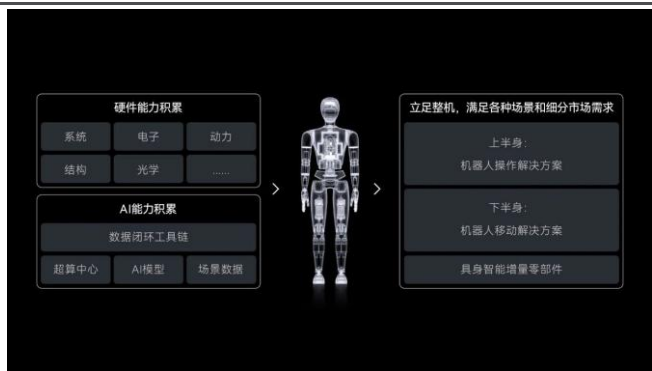 硬件能力积累
系统 电子 动力
结构 光学 ......
AI能力积累
数据闭环工具链
超算中心 AI模型 场景数据
立足整机，满足各种场景和细分市场需求
上半身：
机器人操作解决方案
下半身：
机器人移动解决方案
具身智能增量零部件